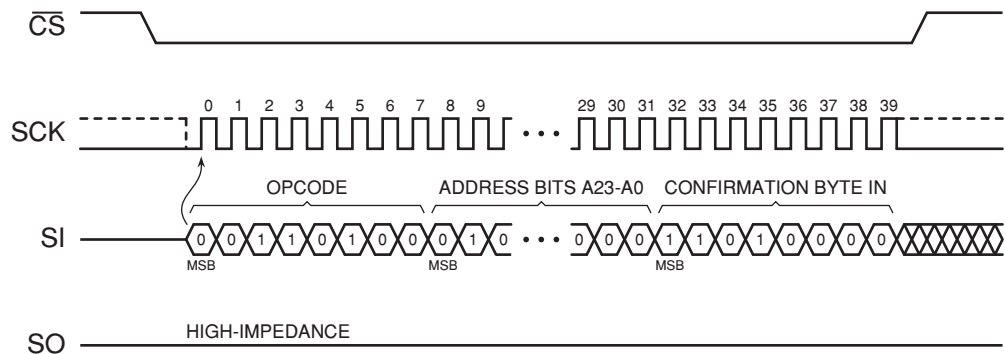 CS
0 1 2 3 4 5 6 7 8 9 29 30 31 32 33 34 35 36 37 38 39
SCK
OPCODE ADDRESS BITS A23-A0 CONFIRMATION BYTE IN
SI 0 0 1 1 0 1 0 0 0 1 0 • • • 0 0 0 1 1 0 1 0 0 0 0
MSB MSB MSB
HIGH-IMPEDANCE
SO